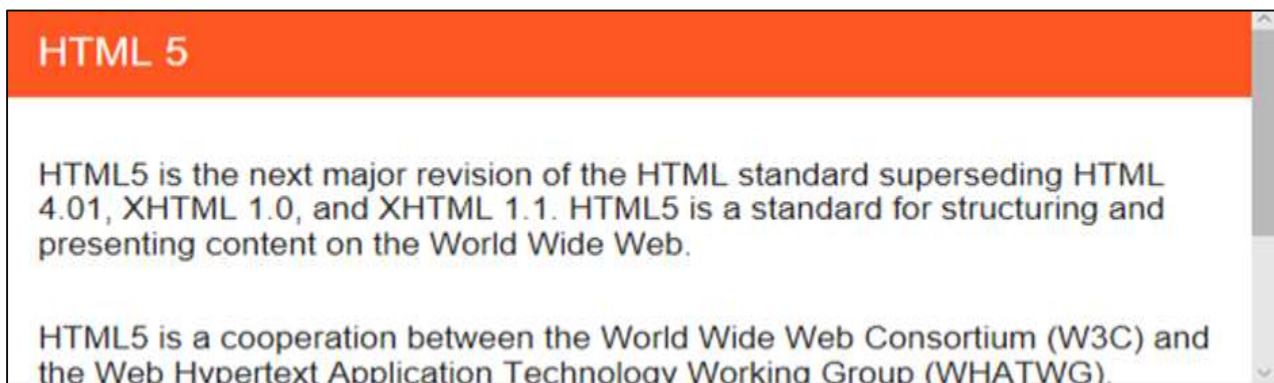 HTML 5
HTML5 is the next major revision of the HTML standard superseding HTML
4.01, XHTML 1.0, and XHTML 1.1. HTML5 is a standard for structuring and
presenting content on the World Wide Web.
HTML5 is a cooperation between the World Wide Web Consortium (W3C) and
the Web Hypertext Application Technology Working Group (WHATWG).